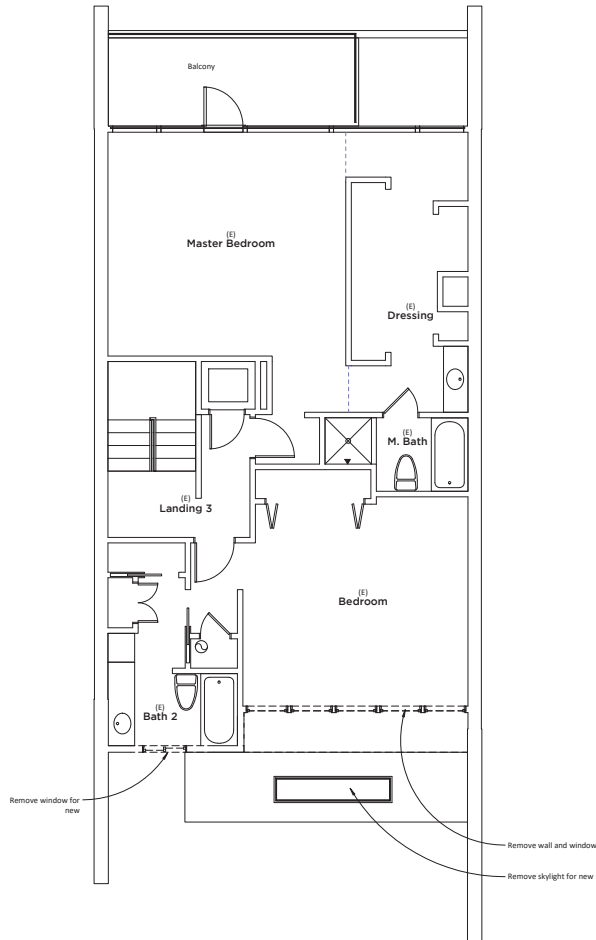 Balcony
(E)
Master Bedroom
(E)
Dressing
(E)
M. Bath
(E)
Landing 3
(E)
Bedroom
(E)
Bath 2
Remove window for
new
Remove wall and window
Remove skylight for new